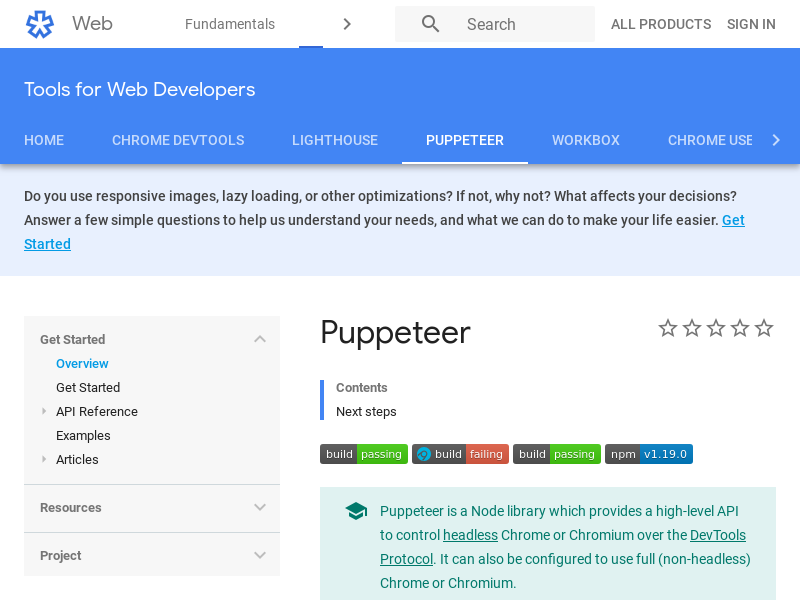 Web
Fundamentals
Search
ALL PRODUCTS
SIGN IN
Tools for Web Developers
HOME
CHROME DEVTOOLS
LIGHTHOUSE
PUPPETEER
WORKBOX
CHROME USE
Do you use responsive images, lazy loading, or other optimizations? If not, why not? What affects your decisions?
Answer a few simple questions to help us understand your needs, and what we can do to make your life easier. Get
Started
Get Started
Overview
Get Started
API Reference
Examples
Articles
Resources
Project
Puppeteer
Contents
Next steps
build passing
build failing
build passing
npm v1.19.0
Puppeteer is a Node library which provides a high-level API
to control headless Chrome or Chromium over the DevTools
Protocol. It can also be configured to use full (non-headless)
Chrome or Chromium.